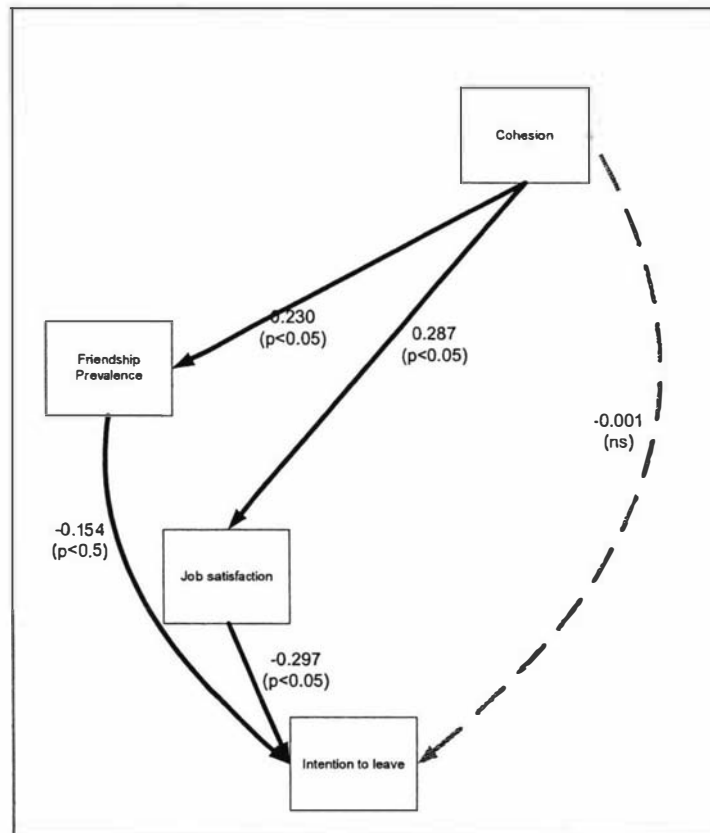 Cohesion
0.230
(p<0.05)
0.287
(p<0.05)
Friendship
Prevalence
-0.001
(ns)
-0.154
(p<0.5)
Job satisfaction
-0.297
(p<0.05)
Intention to leave